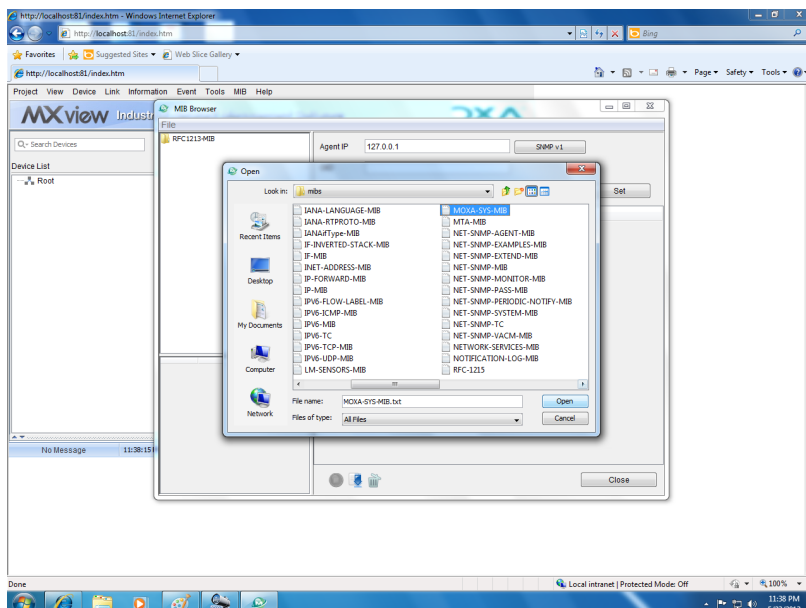 http://localhost:81/index.htm - Windows Internet Explorer
http://localhost:81/index.htm
Bing
Favorites
Suggested Sites
Web Slice Gallery
http://localhost:81/index.htm
Page
Safety
Tools
Project View Device Link Information Event Tools MIB Help
MXview Industr
MIB Browser
File
RFC1213-MIB
Agent IP
127.0.0.1
SNMP v1
Set
Search Devices
Device List
Root
Open
Look in:
mibs
Recent Items
Desktop
My Documents
Computer
Network
IANA-LANGUAGE-MIB
IANA-RTPROTO-MIB
IANAifType-MIB
IF-INVERTED-STACK-MIB
IF-MIB
INET-ADDRESS-MIB
IP-FORWARD-MIB
IP-MIB
IPV6-FLOW-LABEL-MIB
IPV6-ICMP-MIB
IPV6-MIB
IPV6-TC
IPV6-TCP-MIB
IPV6-UDP-MIB
LM-SENSORS-MIB
MOXA-SYS-MIB
MTA-MIB
NET-SNMP-AGENT-MIB
NET-SNMP-EXAMPLES-MIB
NET-SNMP-EXTEND-MIB
NET-SNMP-MIB
NET-SNMP-MONITOR-MIB
NET-SNMP-PASS-MIB
NET-SNMP-PERIODIC-NOTIFY-MIB
NET-SNMP-SYSTEM-MIB
NET-SNMP-TC
NET-SNMP-VACM-MIB
NETWORK-SERVICES-MIB
NOTIFICATION-LOG-MIB
RFC-1215
File name:
MOXA-SYS-MIB.txt
Open
Files of type:
All Files
Cancel
No Message
11:38:15
Close
Done
Local intranet | Protected Mode: Off
100%
11:38 PM